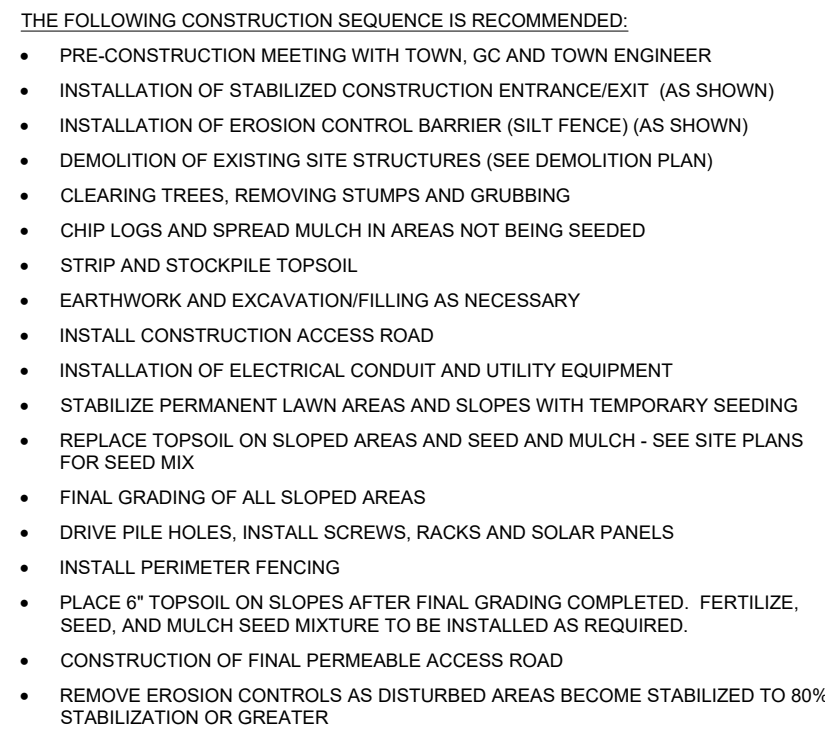 THE FOLLOWING CONSTRUCTION SEQUENCE IS RECOMMENDED:
• PRE-CONSTRUCTION MEETING WITH TOWN, GC AND TOWN ENGINEER
• INSTALLATION OF STABILIZED CONSTRUCTION ENTRANCE/EXIT (AS SHOWN)
• INSTALLATION OF EROSION CONTROL BARRIER (SILT FENCE) (AS SHOWN)
• DEMOLITION OF EXISTING SITE STRUCTURES (SEE DEMOLITION PLAN)
• CLEARING TREES, REMOVING STUMPS AND GRUBBING
• CHIP LOGS AND SPREAD MULCH IN AREAS NOT BEING SEEDED
• STRIP AND STOCKPILE TOPSOIL
• EARTHWORK AND EXCAVATION/FILLING AS NECESSARY
• INSTALL CONSTRUCTION ACCESS ROAD
• INSTALLATION OF ELECTRICAL CONDUIT AND UTILITY EQUIPMENT
• STABILIZE PERMANENT LAWN AREAS AND SLOPES WITH TEMPORARY SEEDING
• REPLACE TOPSOIL ON SLOPED AREAS AND SEED AND MULCH - SEE SITE PLANS
FOR SEED MIX
• FINAL GRADING OF ALL SLOPED AREAS
• DRIVE PILE HOLES, INSTALL SCREWS, RACKS AND SOLAR PANELS
• INSTALL PERIMETER FENCING
• PLACE 6" TOPSOIL ON SLOPES AFTER FINAL GRADING COMPLETED. FERTILIZE,
SEED, AND MULCH SEED MIXTURE TO BE INSTALLED AS REQUIRED.
• CONSTRUCTION OF FINAL PERMEABLE ACCESS ROAD
• REMOVE EROSION CONTROLS AS DISTURBED AREAS BECOME STABILIZED TO 80%
STABILIZATION OR GREATER